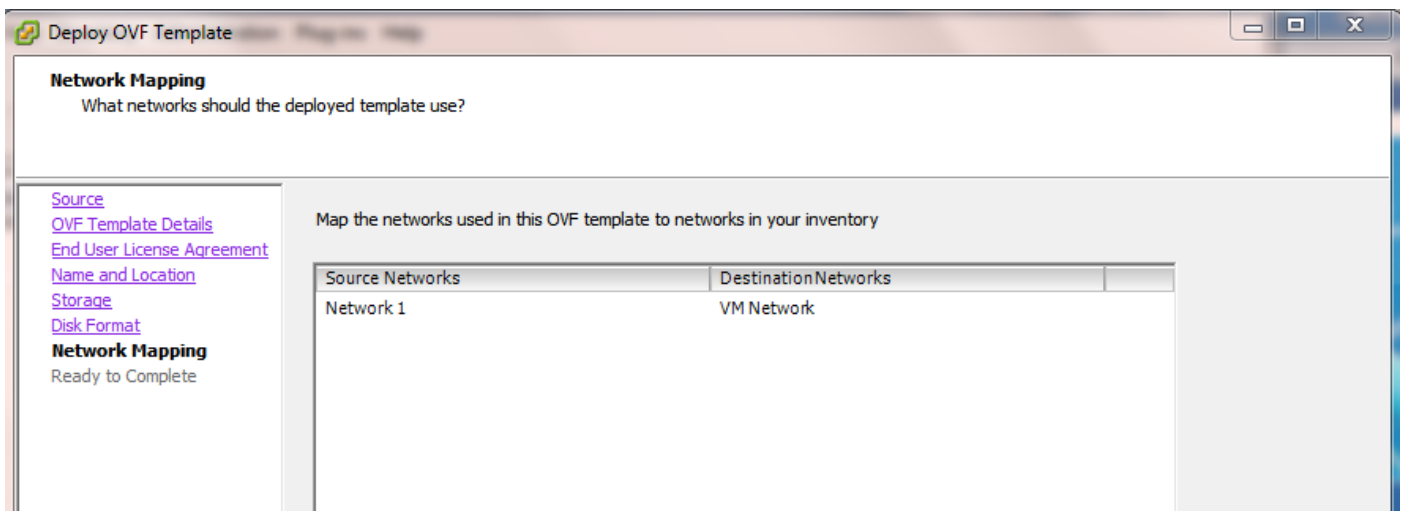 Deploy OVF Template
Network Mapping
What networks should the deployed template use?
Source
OVF Template Details
End User License Agreement
Name and Location
Storage
Disk Format
Network Mapping
Ready to Complete
Map the networks used in this OVF template to networks in your inventory
Source Networks DestinationNetworks
Network 1 VM Network